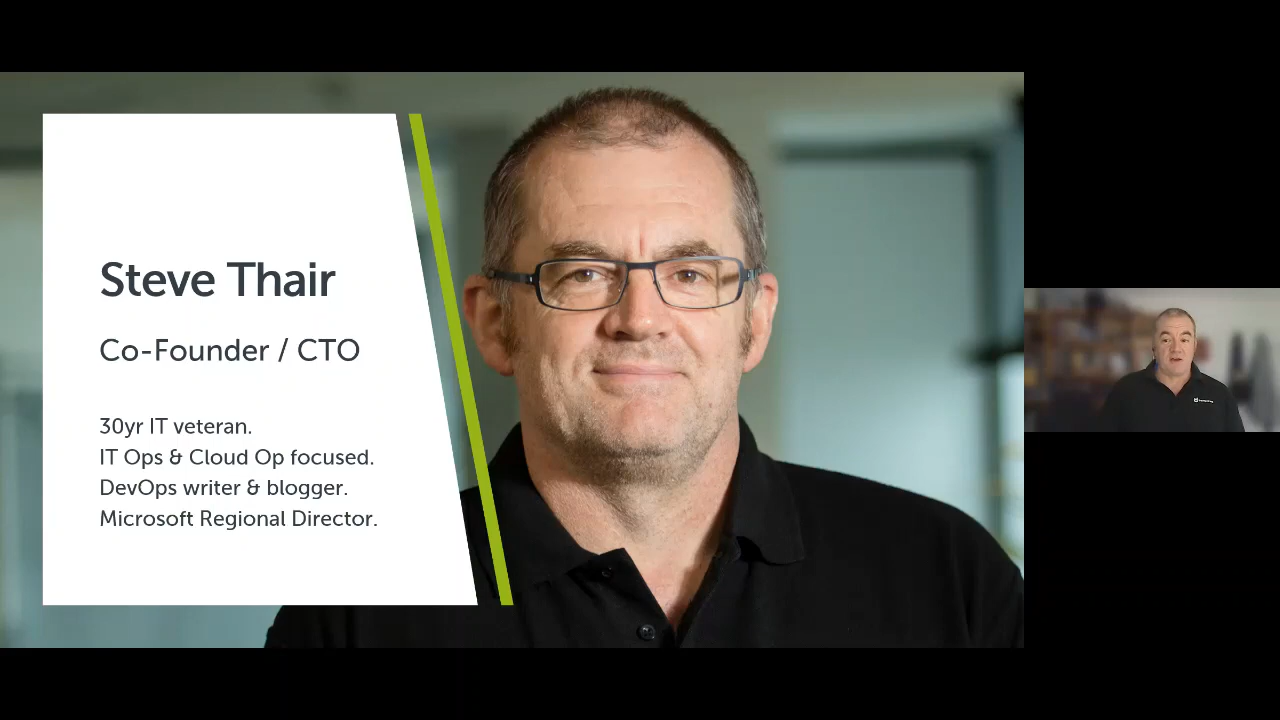 Steve Thair
Co-Founder / CTO
30yr IT veteran.
IT Ops & Cloud Op focused.
DevOps writer & blogger.
Microsoft Regional Director.